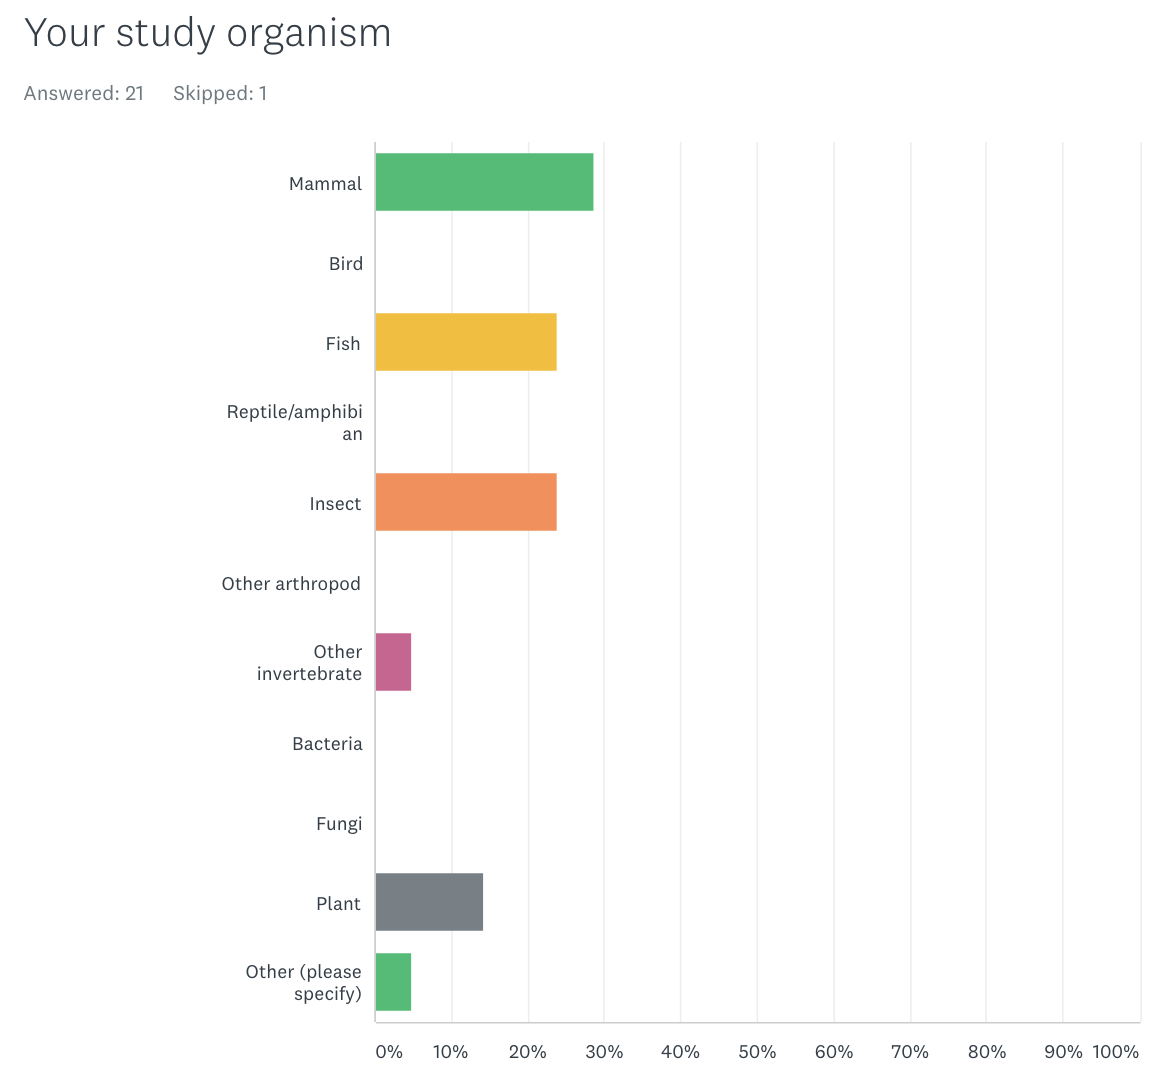 Your study organism
Answered: 21 Skipped: 1
Mammal
Bird
Fish
Reptile/amphibi
an
Insect
Other arthropod
Other
invertebrate
Bacteria
Fungi
Plant
Other (please
specify)
0% 10% 20% 30% 40% 50% 60% 70% 80% 90% 100%